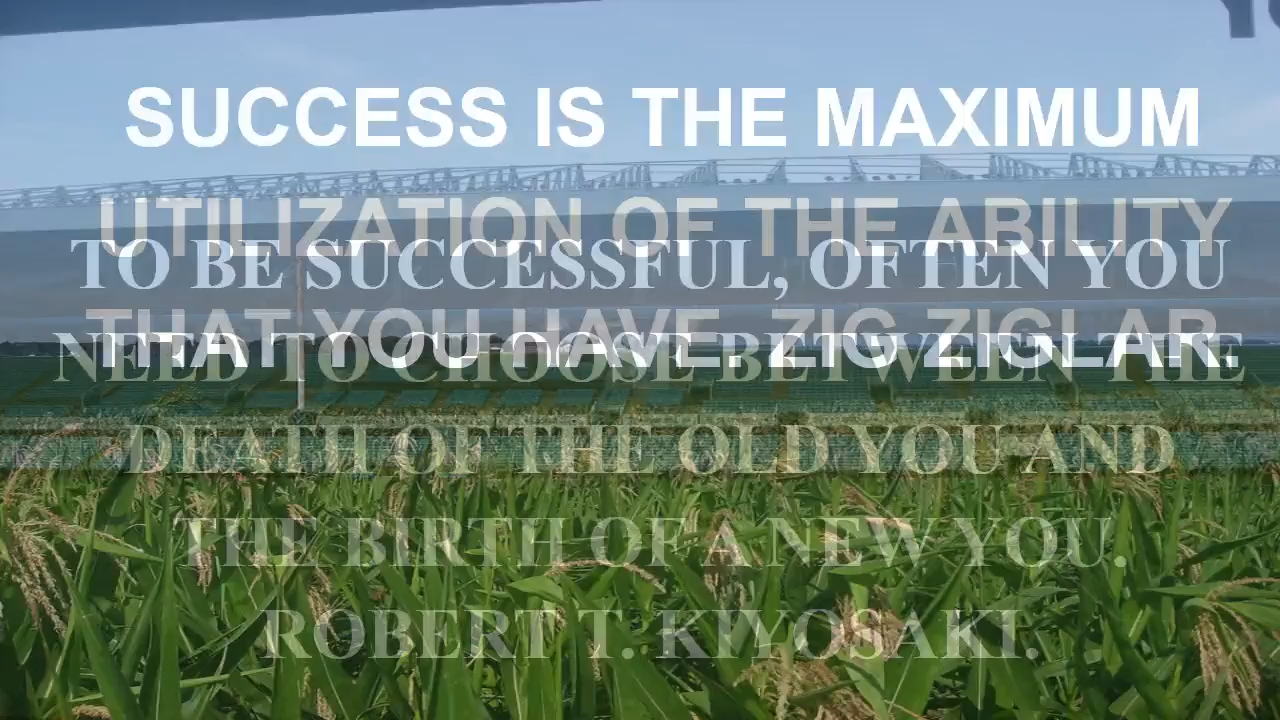 SUCCESS IS THE MAXIMUM
UTILIZATION OF THE ABILITY
THAT YOU HAVE. ZIG ZIGLAR.
TO BE SUCCESSFUL, OFTEN YOU
NEED TO CHOOSE BETWEEN THE
DEATH OF THE OLD YOU AND
THE BIRTH OF A NEW YOU.
ROBERT T. KIYOSAKI.